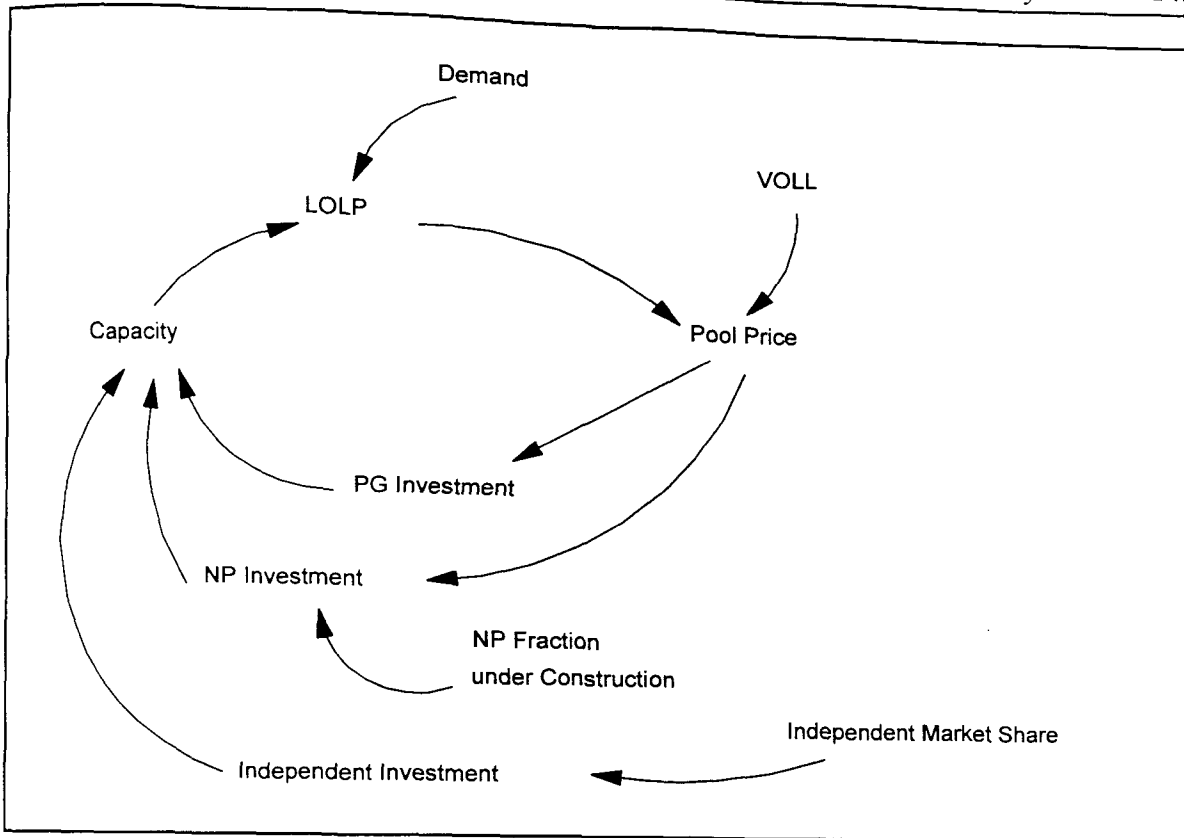 Demand
VOLL
LOLP
Capacity
Pool Price
PG Investment
NP Investment
NP Fraction
under Construction
Independent Market Share
Independent Investment